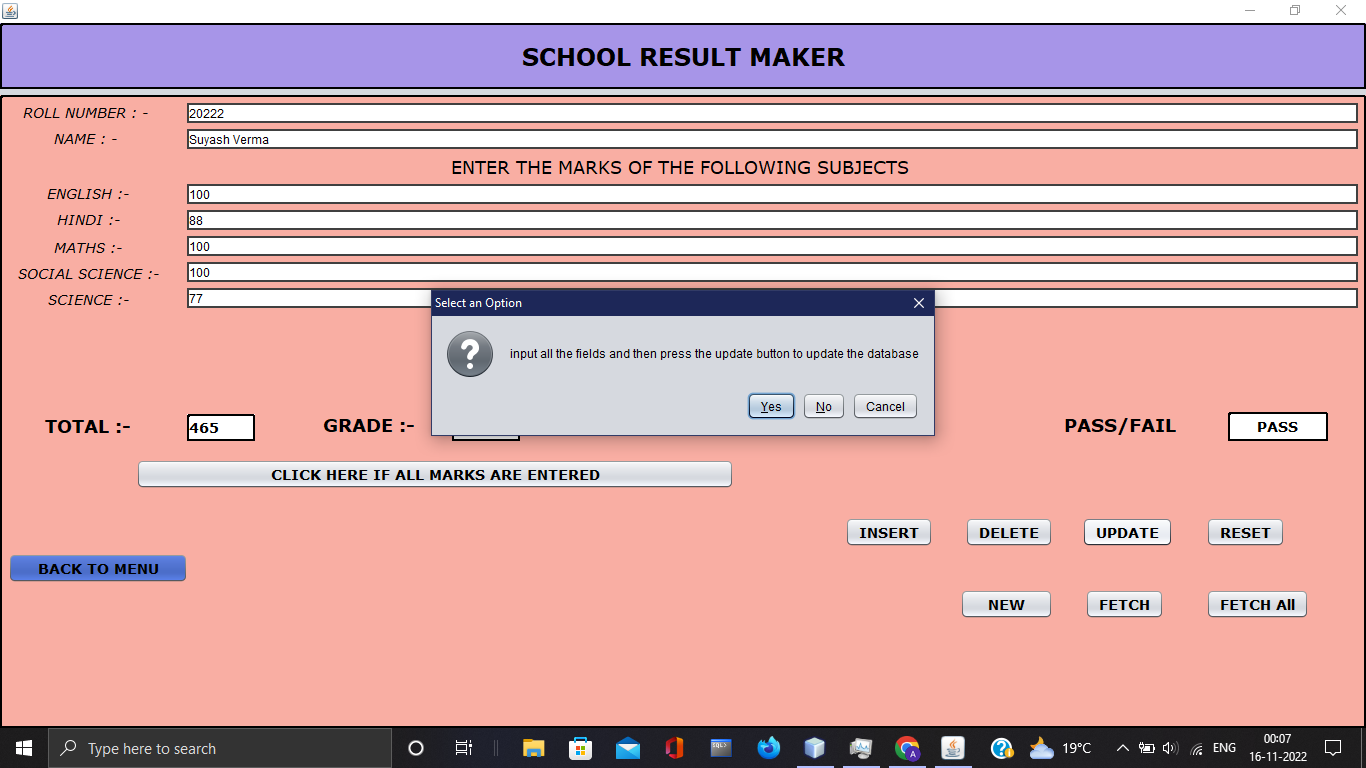 SCHOOL RESULT MAKER
ROLL NUMBER : - 20222
NAME : - Suyash Verma
ENTER THE MARKS OF THE FOLLOWING SUBJECTS
ENGLISH :- 100
HINDI :- 88
MATHS :- 100
SOCIAL SCIENCE :- 100
SCIENCE :- 77
Select an Option
input all the fields and then press the update button to update the database
Yes No Cancel
TOTAL :- 465 GRADE :- PASS/FAIL PASS
CLICK HERE IF ALL MARKS ARE ENTERED
INSERT DELETE UPDATE RESET
BACK TO MENU
NEW FETCH FETCH All
Type here to search
SQL>
A
19°C
ENG
00:07
16-11-2022